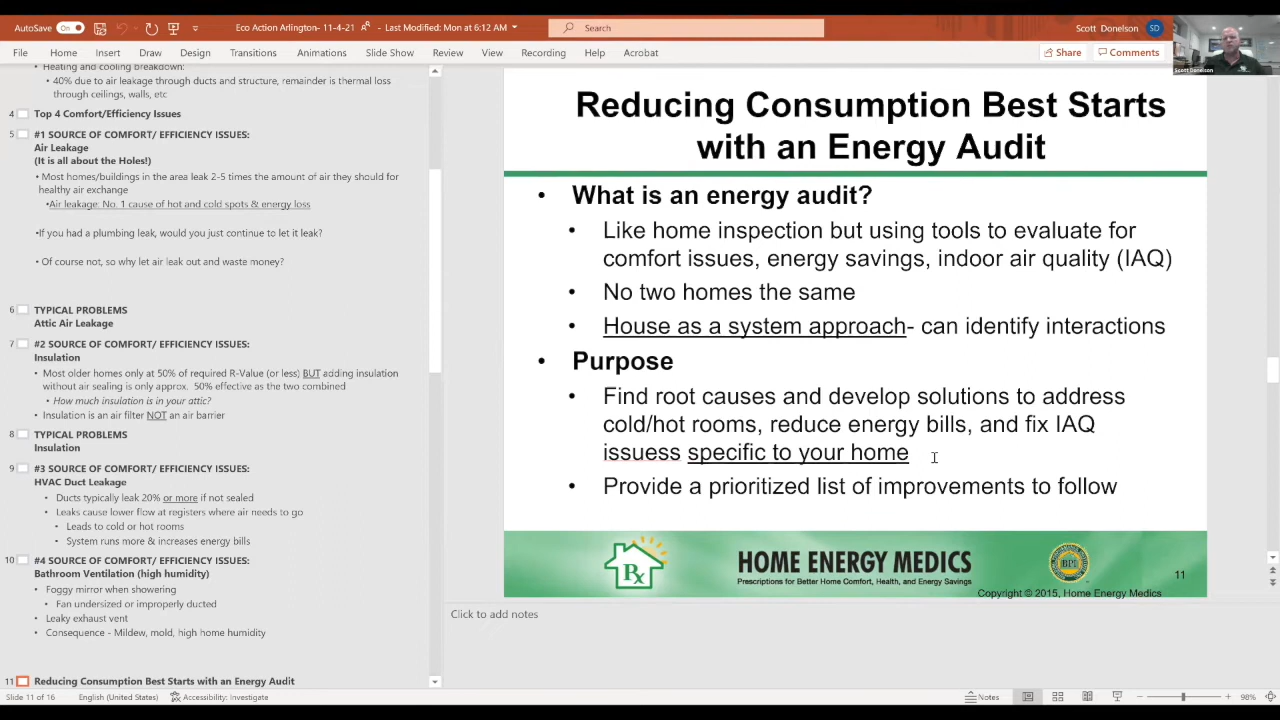 AutoSave On Eco Action Arlington- 11-4-21 - Last Modified: Mon at 6:12 AM Search Scott Donelson SD
File Home Insert Draw Design Transitions Animations Slide Show Review View Recording Help Acrobat Share Comments
Scott Donelson
• Heating and cooling breakdown:
• 40% due to air leakage through ducts and structure, remainder is thermal loss
through ceilings, walls, etc
4 Top 4 Comfort/Efficiency Issues
5 #1 SOURCE OF COMFORT/ EFFICIENCY ISSUES:
Air Leakage
(It is all about the Holes!)
• Most homes/buildings in the area leak 2-5 times the amount of air they should for
healthy air exchange
•Air leakage: No. 1 cause of hot and cold spots & energy loss
•If you had a plumbing leak, would you just continue to let it leak?
• Of course not, so why let air leak out and waste money?
6 TYPICAL PROBLEMS
Attic Air Leakage
7 #2 SOURCE OF COMFORT/ EFFICIENCY ISSUES:
Insulation
• Most older homes only at 50% of required R-Value (or less) BUT adding insulation
without air sealing is only approx. 50% effective as the two combined
• How much insulation is in your attic?
• Insulation is an air filter NOT an air barrier
8 TYPICAL PROBLEMS
Insulation
9 #3 SOURCE OF COMFORT/ EFFICIENCY ISSUES:
HVAC Duct Leakage
• Ducts typically leak 20% or more if not sealed
• Leaks cause lower flow at registers where air needs to go
• Leads to cold or hot rooms
• System runs more & increases energy bills
10 #4 SOURCE OF COMFORT/ EFFICIENCY ISSUES:
Bathroom Ventilation (high humidity)
• Foggy mirror when showering
• Fan undersized or improperly ducted
• Leaky exhaust vent
• Consequence - Mildew, mold, high home humidity
11 Reducing Consumption Best Starts with an Energy Audit
Reducing Consumption Best Starts
with an Energy Audit
• What is an energy audit?
• Like home inspection but using tools to evaluate for
comfort issues, energy savings, indoor air quality (IAQ)
• No two homes the same
• House as a system approach- can identify interactions
• Purpose
• Find root causes and develop solutions to address
cold/hot rooms, reduce energy bills, and fix IAQ
issuess specific to your home
• Provide a prioritized list of improvements to follow
Rx HOME ENERGY MEDICS BPI
Prescriptions for Better Home Comfort, Health, and Energy Savings
11
Copyright © 2015, Home Energy Medics
Click to add notes
Slide 11 of 16 English (United States) Accessibility: Investigate Notes 98%